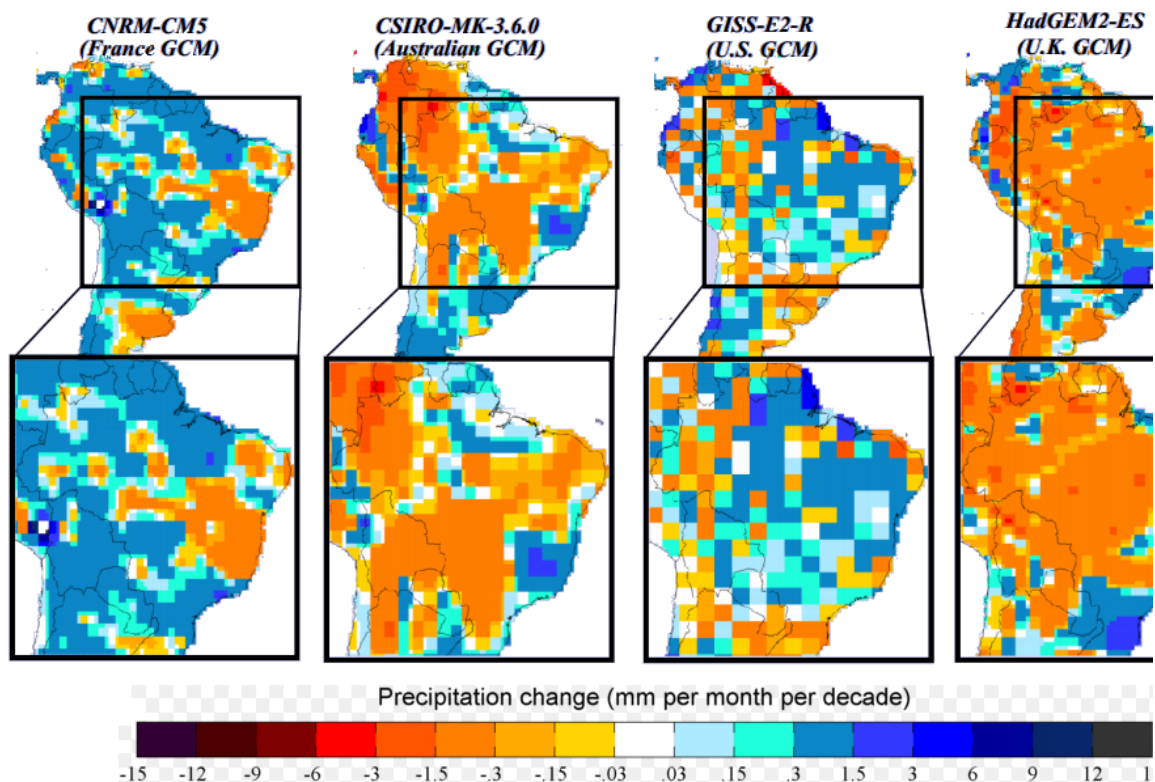 CNRM-CM5
(France GCM)
CSIRO-MK-3.6.0
(Australian GCM)
GISS-E2-R
(U.S. GCM)
HadGEM2-ES
(U.K. GCM)
Precipitation change (mm per month per decade)
-15 -12 -9 -6 -3 -1.5 -.3 -.15 -.03 .03 .15 .3 1.5 3 6 9 12 1